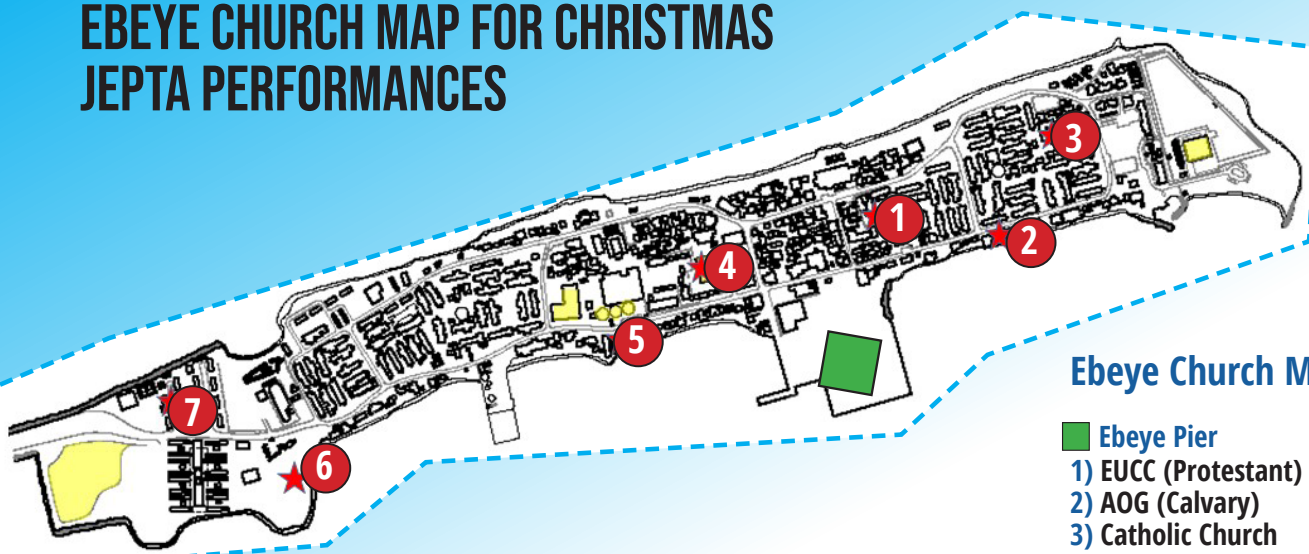 EBEYE CHURCH MAP FOR CHRISTMAS
JEPTA PERFORMANCES
3
1
2
4
5
7
6
Ebeye Church M
Ebeye Pier
1) EUCC (Protestant)
2) AOG (Calvary)
3) Catholic Church